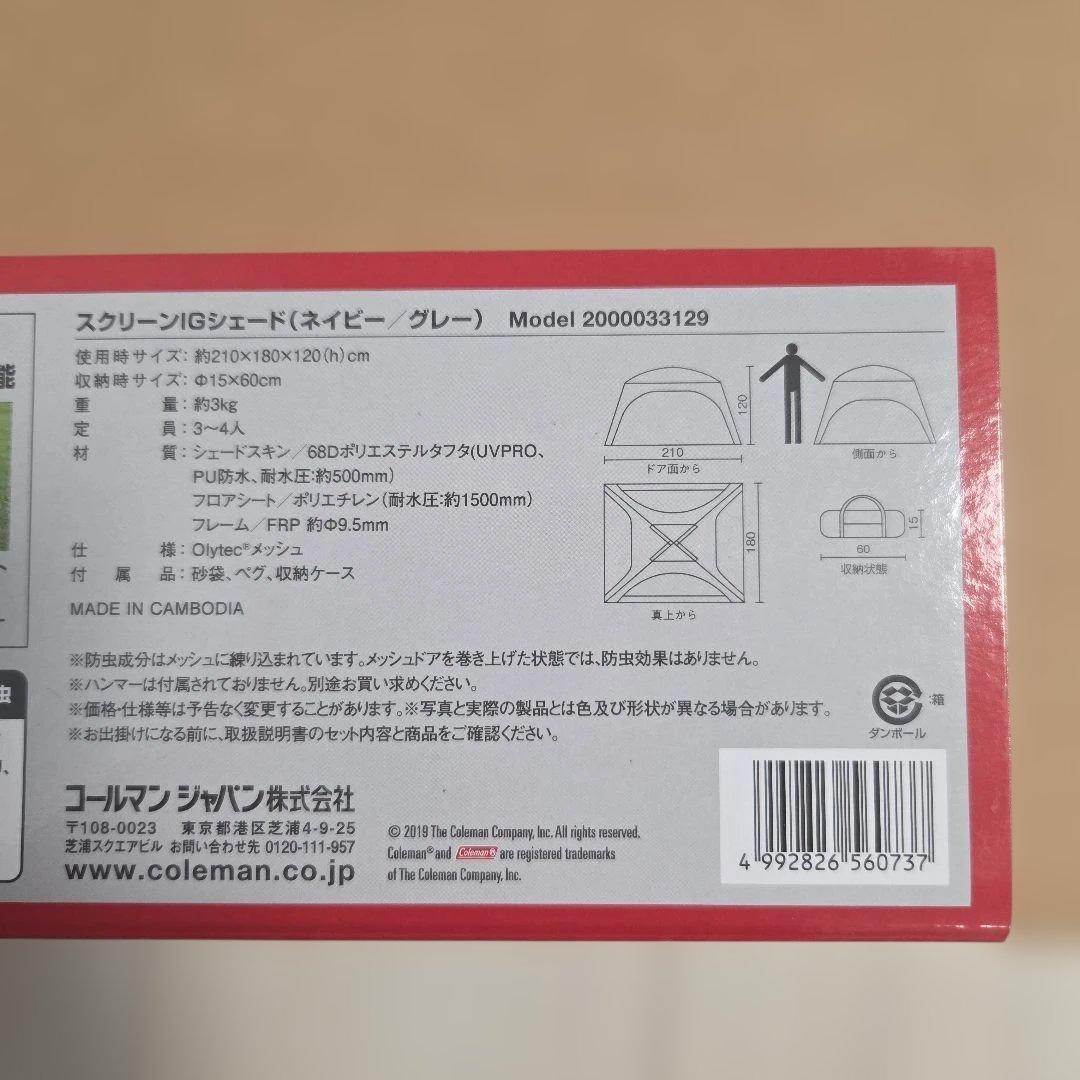 スクリーンIGシェード（ネイビー／グレー） Model 2000033129
使用時サイズ：約210×180×120（h）cm
収納時サイズ：Φ15×60cm
重量：約3kg
定員：3〜4人
材質：シェードスキン／68Dポリエステルタフタ(UVPRO、
PU防水、耐水圧：約500mm）
フロアシート／ポリエチレン（耐水圧：約1500mm）
フレーム／FRP 約Φ9.5mm
仕様：Olytec®メッシュ
付属品：砂袋、ペグ、収納ケース
MADE IN CAMBODIA
120
210
ドア面から
側面から
180
真上から
15
60
収納状態
※防虫成分はメッシュに練り込まれています。メッシュドアを巻き上げた状態では、防虫効果はありません。
※ハンマーは付属されておりません。別途お買い求めください。
※価格・仕様等は予告なく変更することがあります。※写真と実際の製品とは色及び形状が異なる場合があります。
※お出掛けになる前に、取扱説明書のセット内容と商品をご確認ください。
：箱
ダンボール
コールマン ジャパン株式会社
〒108-0023 東京都港区芝浦4-9-25
芝浦スクエアビル お問い合わせ先 0120-111-957
www.coleman.co.jp
© 2019 The Coleman Company, Inc. All rights reserved.
Coleman® and Coleman® are registered trademarks
of The Coleman Company, Inc.
4 992826 560737
能
虫